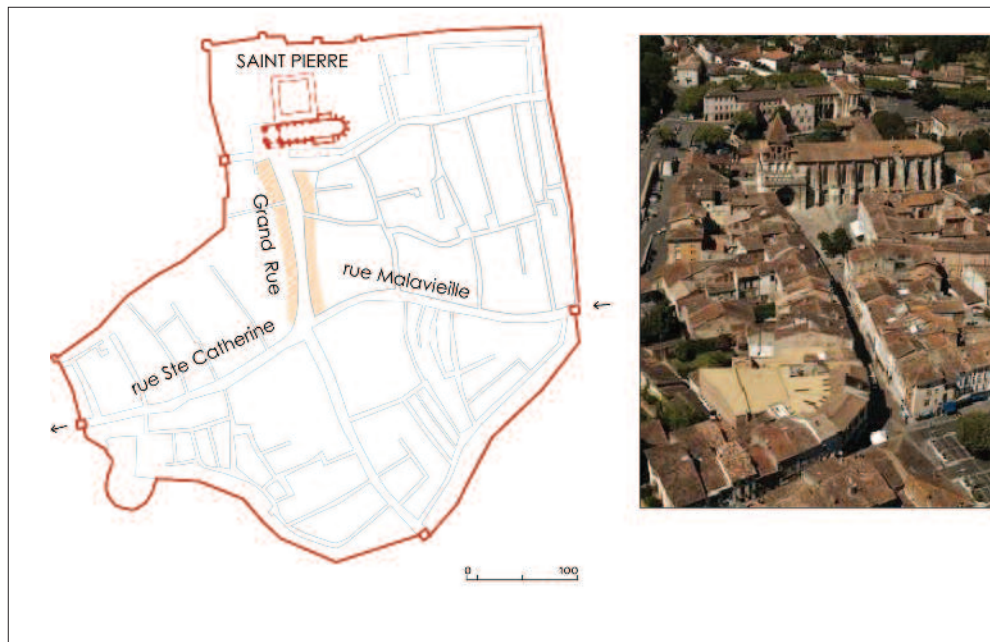 SAINT PIERRE
Grand Rue
rue Malavieille
rue Ste Catherine
0 100